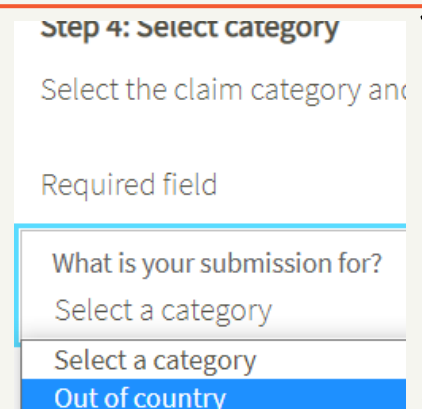 Step 4: Select category
Select the claim category and
Required field
What is your submission for?
Select a category
Select a category
Out of country